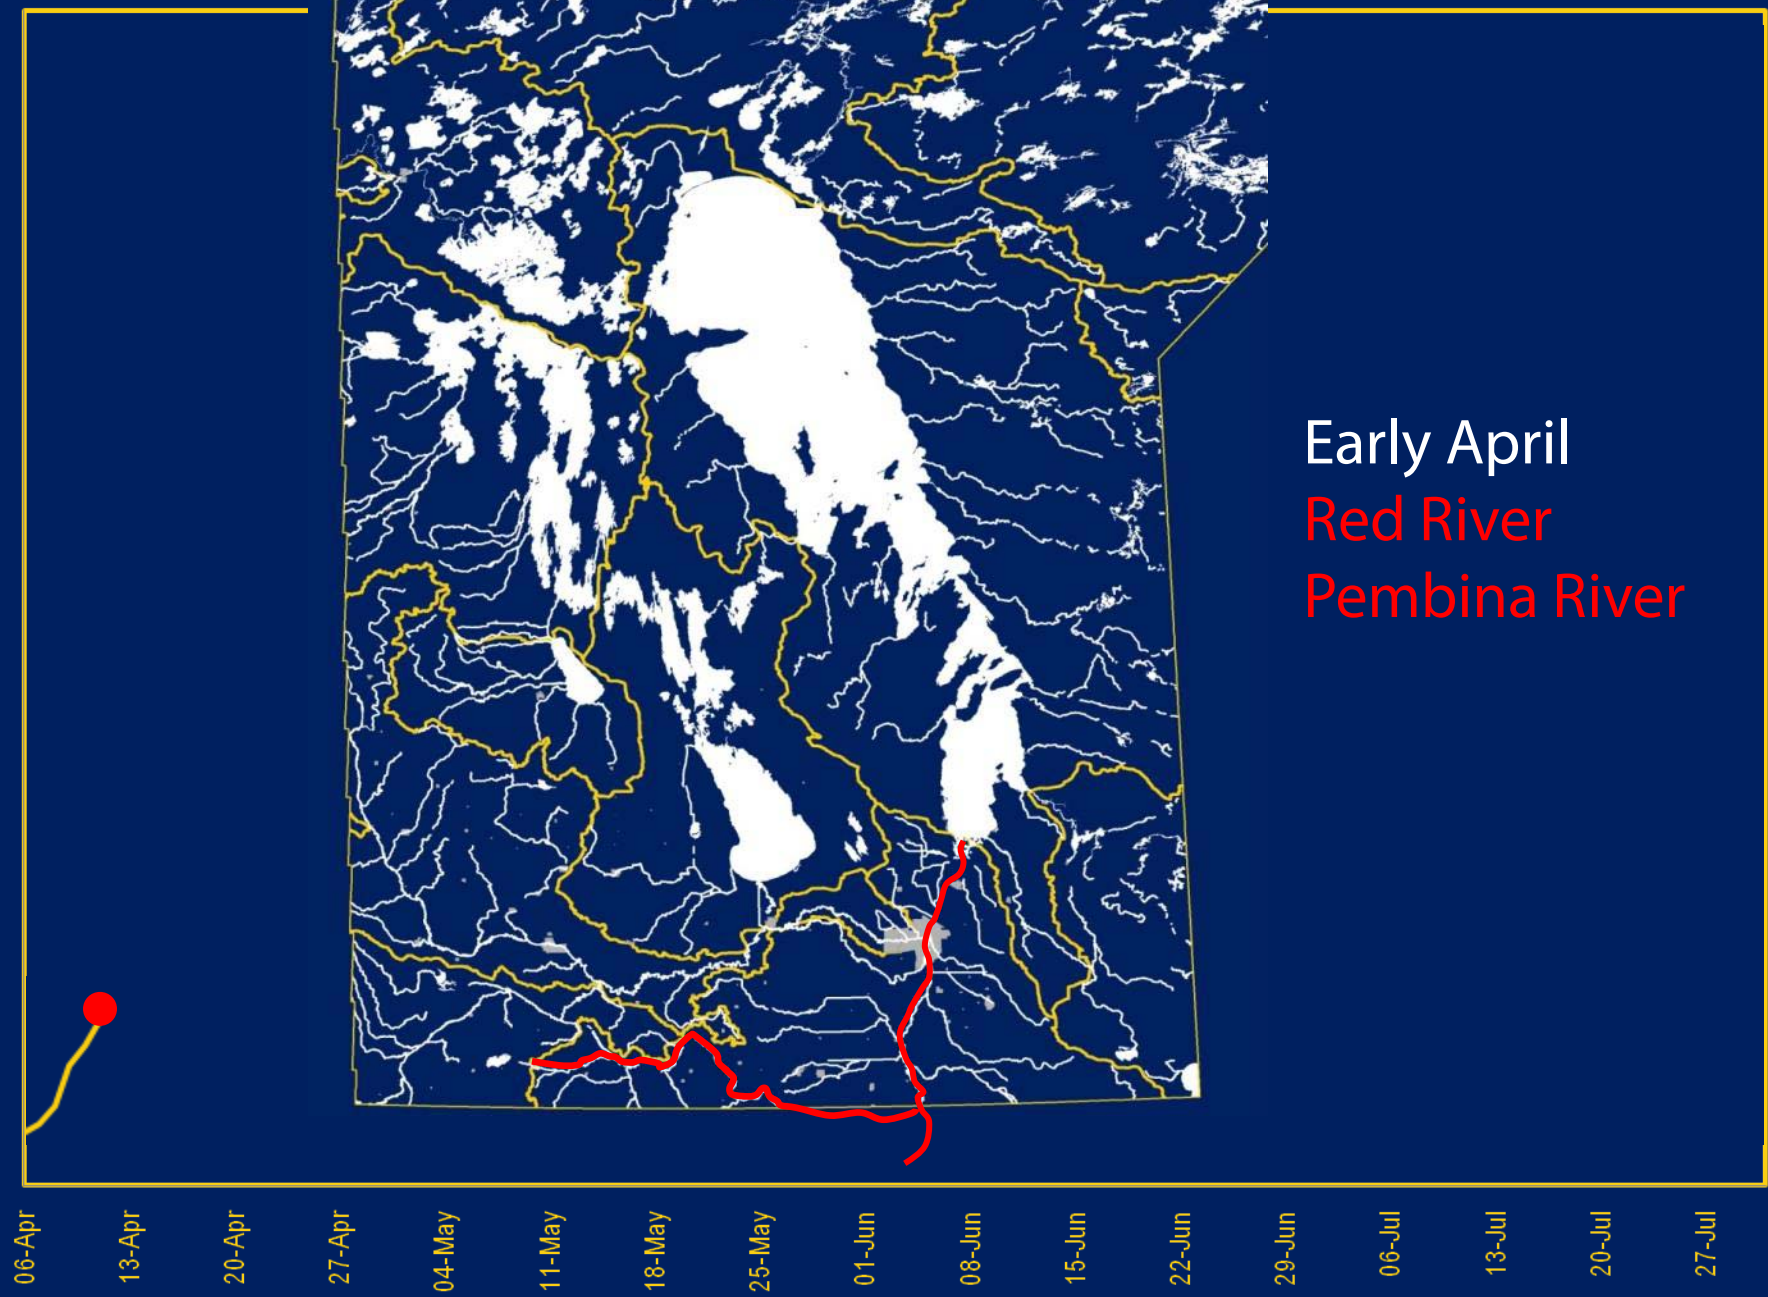 Early April
Red River
Pembina River
06-Apr
13-Apr
20-Apr
27-Apr
04-May
11-May
18-May
25-May
01-Jun
08-Jun
15-Jun
22-Jun
29-Jun
06-Jul
13-Jul
20-Jul
27-Jul